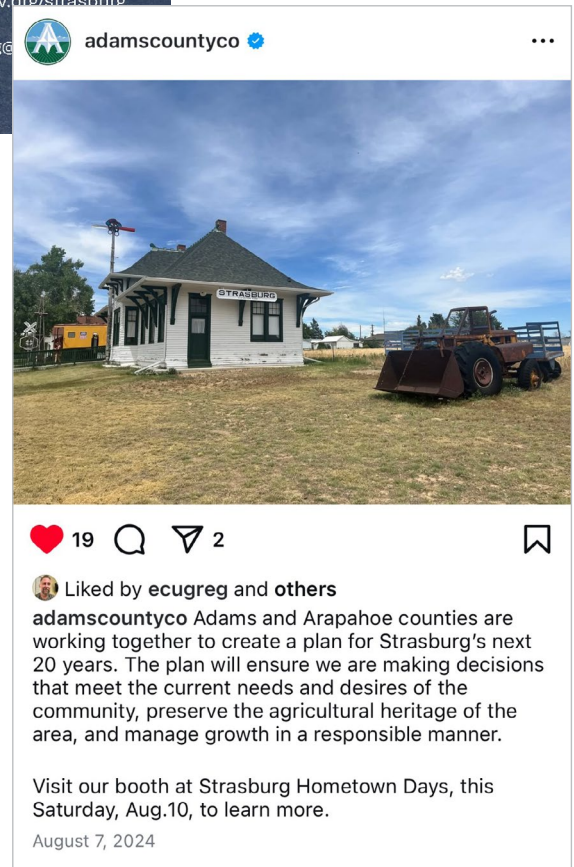 v.org/strasburg
g@
adamscountyco
STRASBURG
19
2
Liked by ecugreg and others
adamscountyco Adams and Arapahoe counties are
working together to create a plan for Strasburg's next
20 years. The plan will ensure we are making decisions
that meet the current needs and desires of the
community, preserve the agricultural heritage of the
area, and manage growth in a responsible manner.
Visit our booth at Strasburg Hometown Days, this
Saturday, Aug.10, to learn more.
August 7, 2024